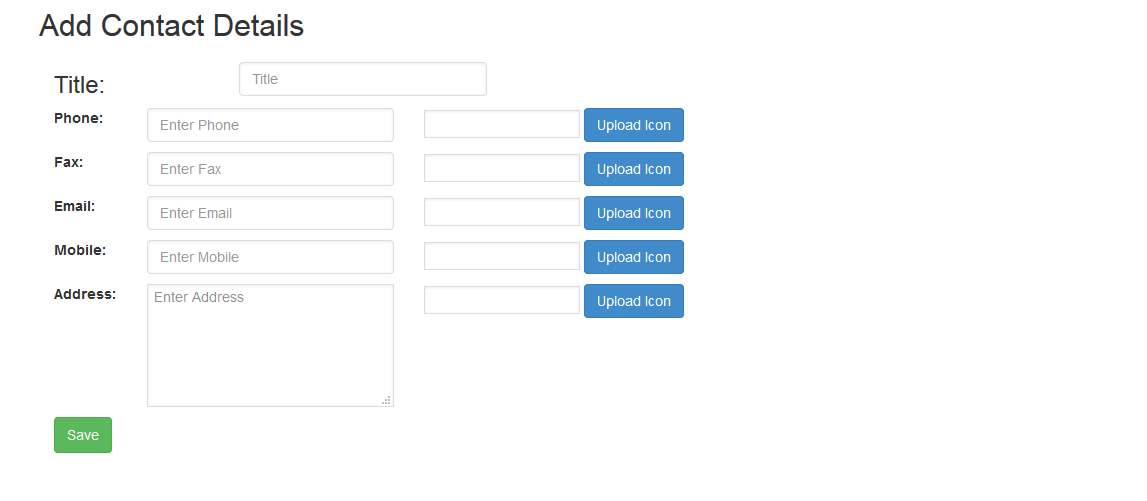 Add Contact Details
Title: Title
Phone: Enter Phone Upload Icon
Fax: Enter Fax Upload Icon
Email: Enter Email Upload Icon
Mobile: Enter Mobile Upload Icon
Address: Enter Address Upload Icon
Save